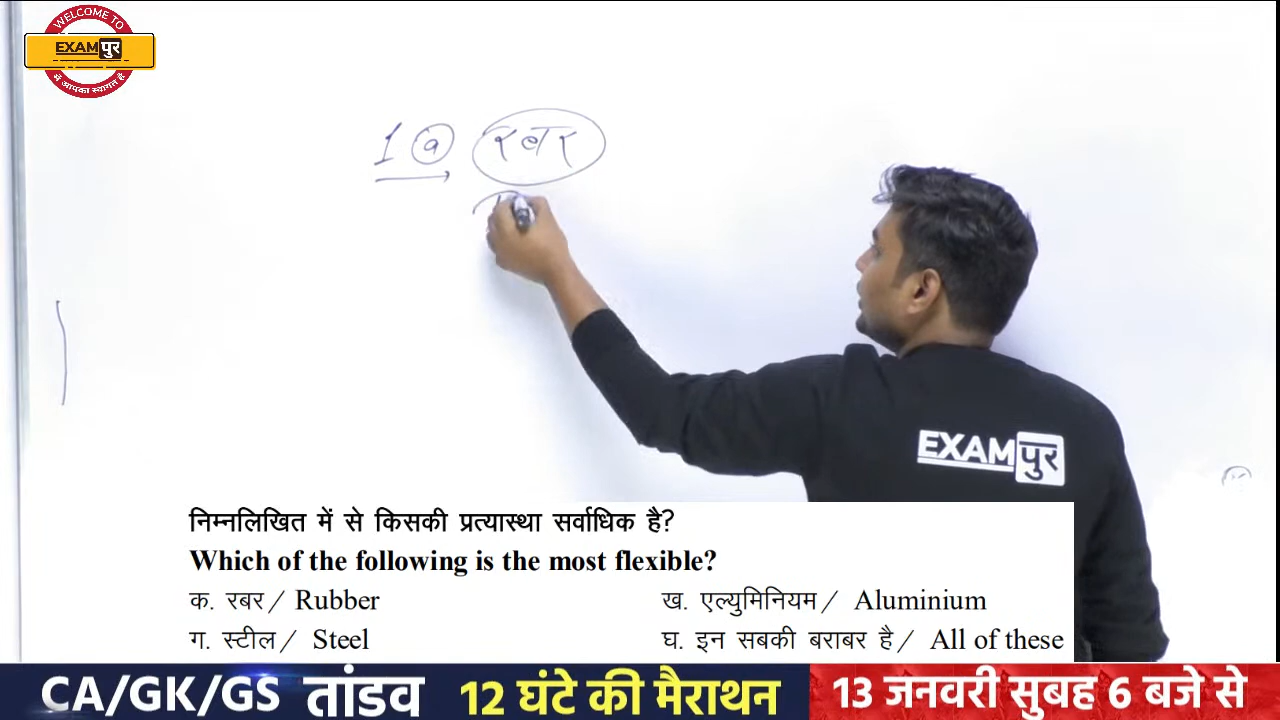 WELCOME TO
EXAMपुर
में आपका स्वागत है
1 a रबर
EXAMपुर
निम्नलिखित में से किसकी प्रत्यास्था सर्वाधिक है?
Which of the following is the most flexible?
क. रबर / Rubber ख. एल्युमिनियम / Aluminium
ग. स्टील / Steel घ. इन सबकी बराबर है / All of these
CA/GK/GS तांडव 12 घंटे की मैराथन 13 जनवरी सुबह 6 बजे से